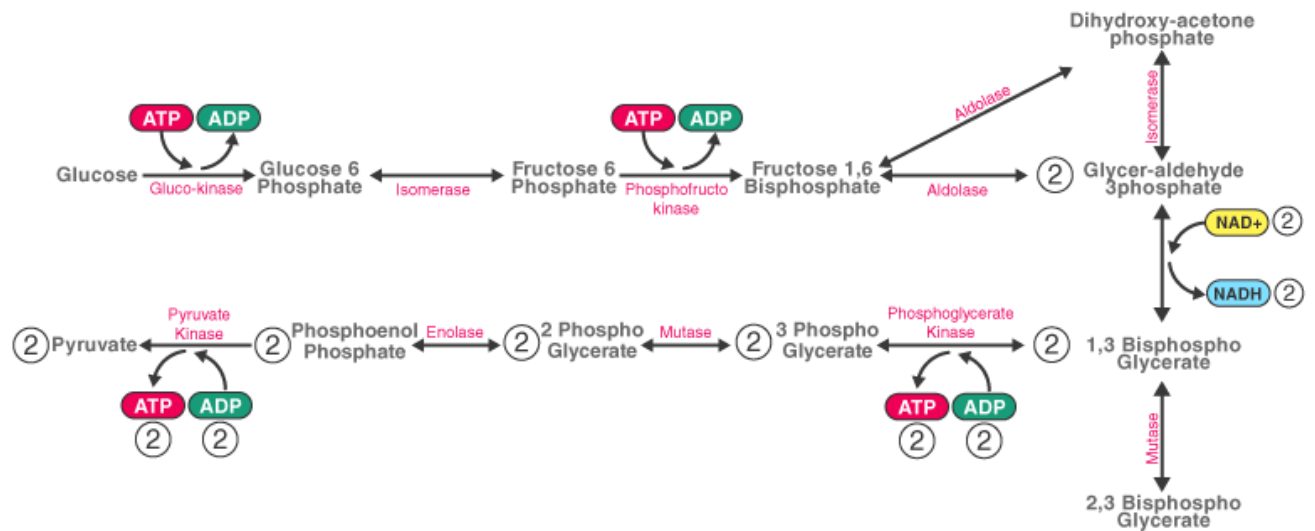 Dihydroxy-acetone
phosphate
Aldolase
Isomerase
ATP ADP
ATP ADP
Glucose
Gluco-kinase
Glucose 6
Phosphate
Isomerase
Fructose 6
Phosphate
Phosphofructo
kinase
Fructose 1,6
Bisphosphate
Aldolase
2
Glycer-aldehyde
3phosphate
NAD+ 2
NADH 2
2 Pyruvate
Pyruvate
Kinase
2
Phosphoenol
Phosphate
Enolase
2
2 Phospho
Glycerate
Mutase
2
3 Phospho
Glycerate
Phosphoglycerate
Kinase
2
1,3 Bisphospho
Glycerate
ATP ADP
2 2
ATP ADP
2 2
Mutase
2,3 Bisphospho
Glycerate